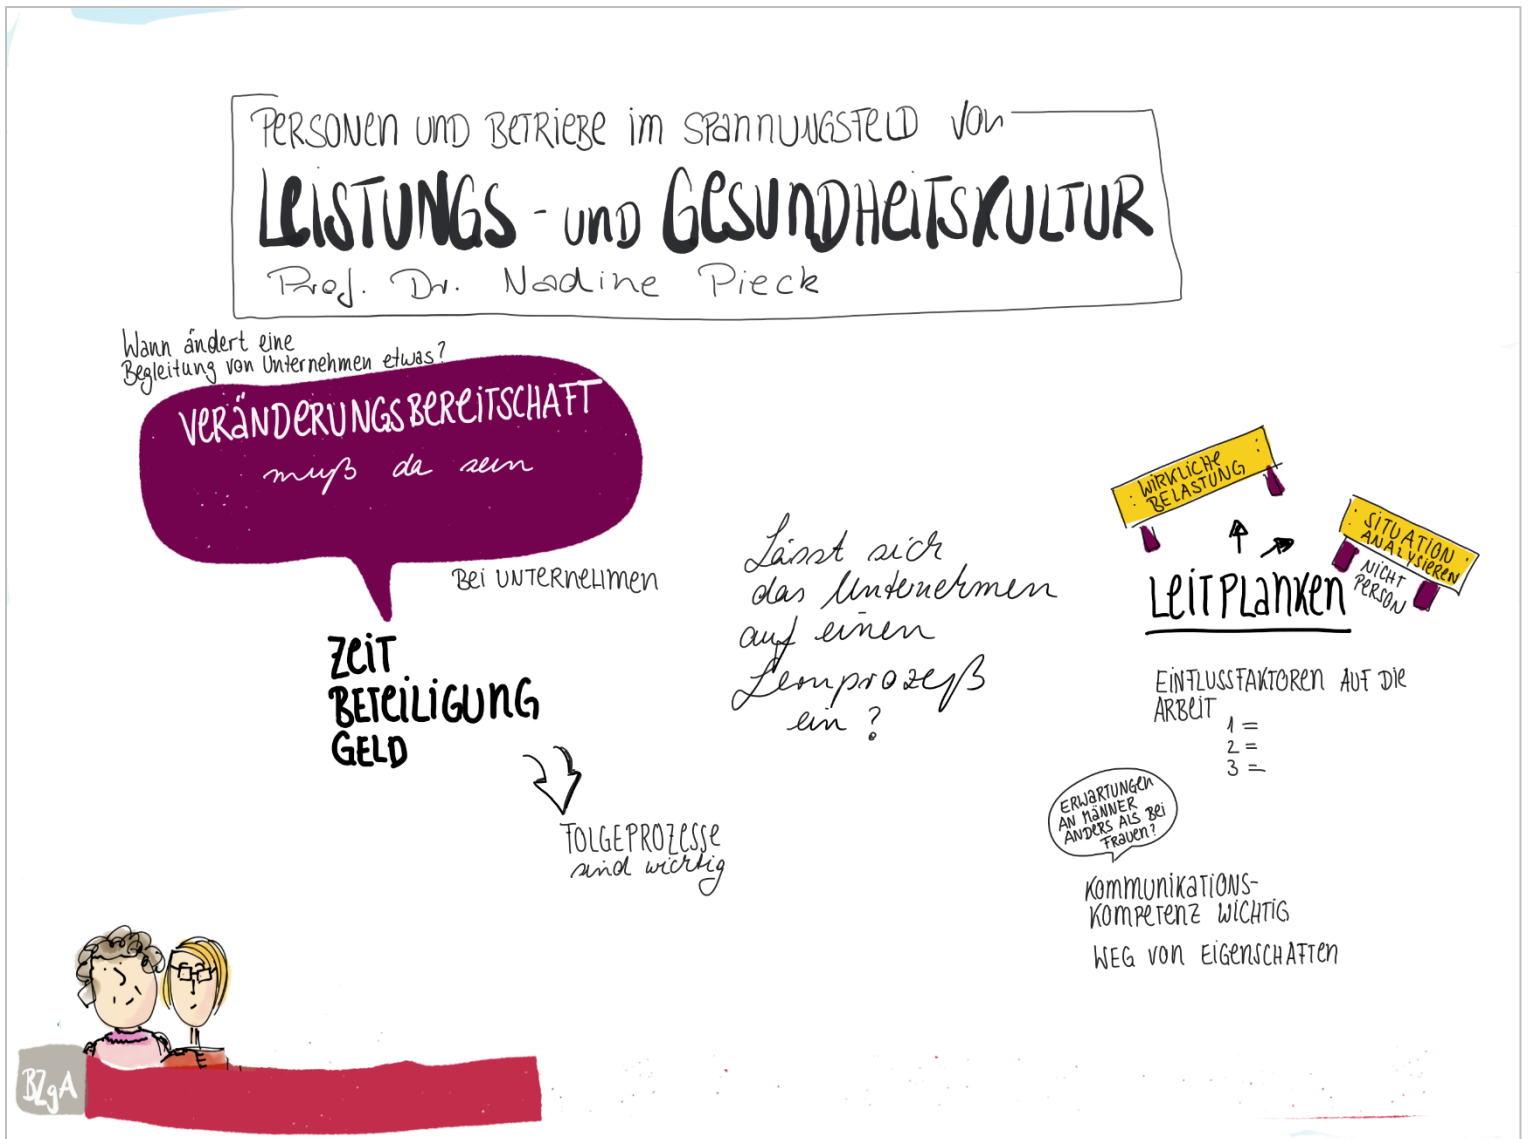 PERSONEN UND BETRIEBE IM SPANNUNGSFELD VON
LEISTUNGS- UND GESUNDHEITSKULTUR
Prof. Dr. Nadine Pieck
Wann ändert eine
Begleitung von Unternehmen etwas?
VERÄNDERUNGSBEREITSCHAFT
muß da sein
BEI UNTERNEHMEN
ZEIT
BETEILIGUNG
GELD
FOLGEPROZESSE
sind wichtig
Lässt sich
das Unternehmen
auf einen
Lernprozeß
ein?
WIRKLICHE
BELASTUNG
SITUATION
ANALYSIEREN
NICHT
PERSON
LEITPLANKEN
EINFLUSSFAKTOREN AUF DIE
ARBEIT
1 =
2 =
3 =
ERWARTUNGEN
AN MÄNNER
ANDERS ALS BEI
FRAUEN?
KOMMUNIKATIONS-
KOMPETENZ WICHTIG
WEG VON EIGENSCHAFTEN
BZgA